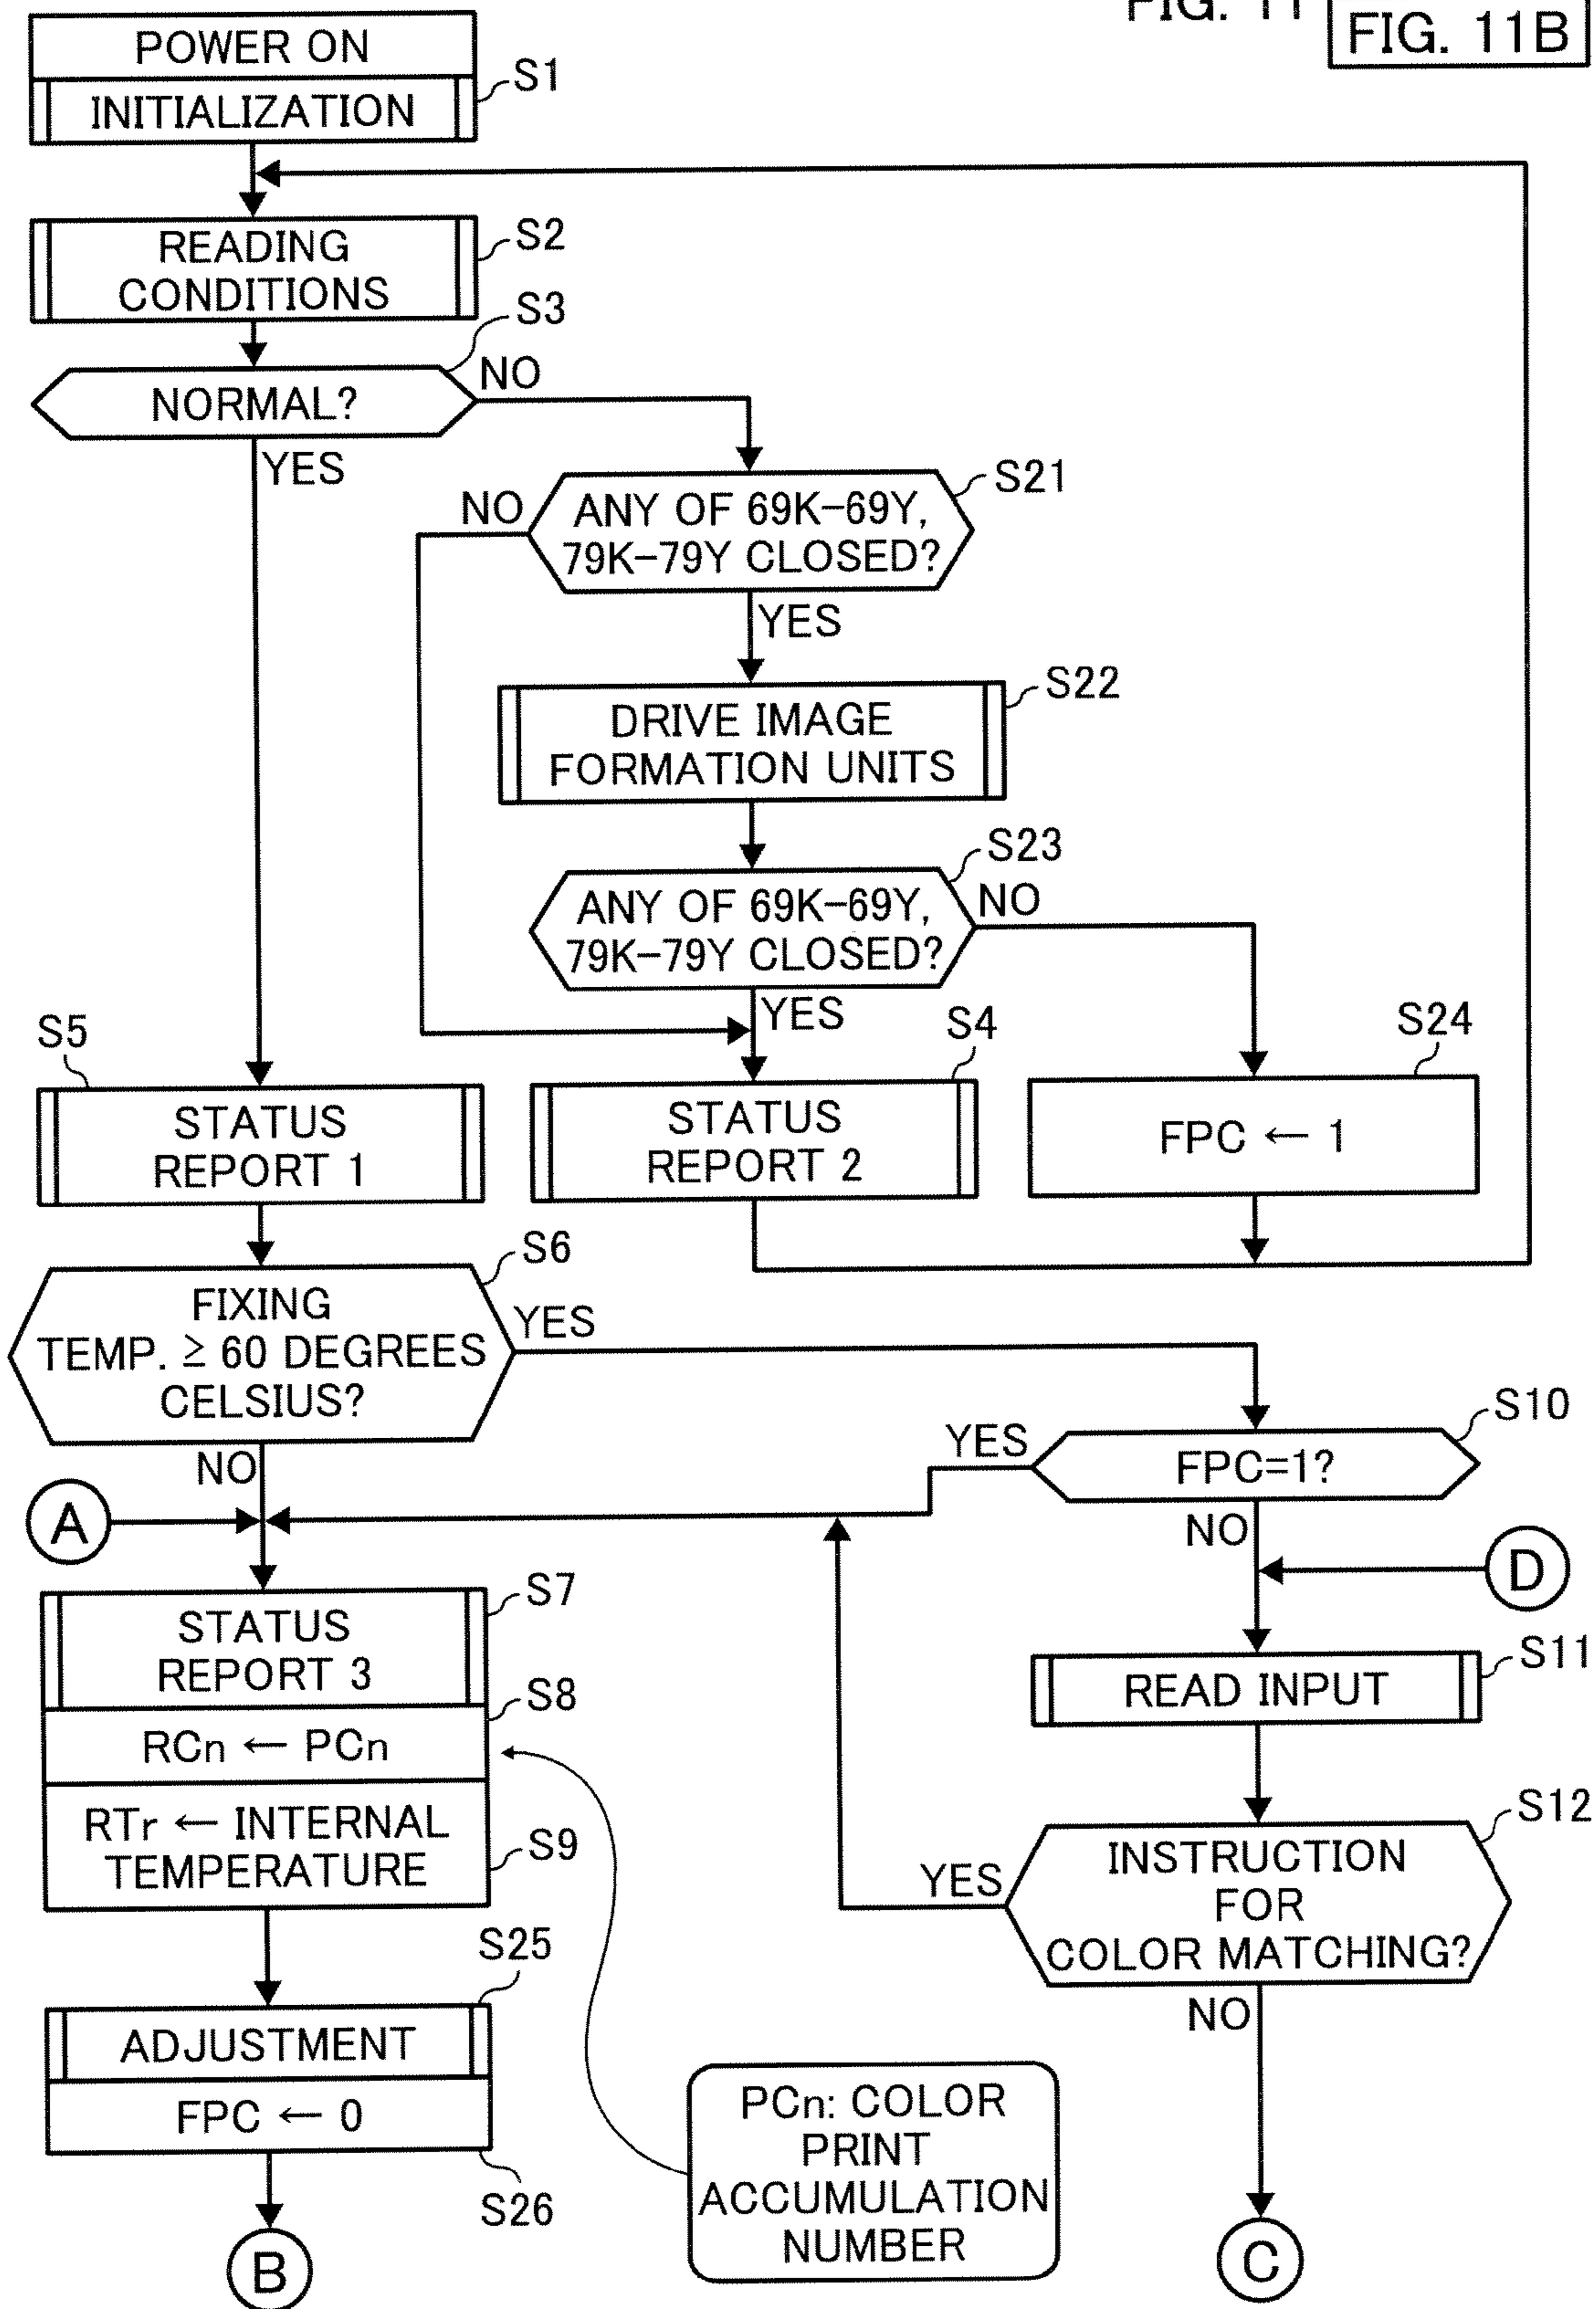 FIG. 11
FIG. 11B
POWER ON
INITIALIZATION
S1
READING
CONDITIONS
S2
S3
NORMAL?
NO
YES
S21
NO
ANY OF 69K-69Y,
79K-79Y CLOSED?
YES
S22
DRIVE IMAGE
FORMATION UNITS
S23
ANY OF 69K-69Y,
79K-79Y CLOSED?
NO
YES
S5
S4
S24
STATUS
REPORT 1
STATUS
REPORT 2
FPC ← 1
S6
FIXING
TEMP. ≥ 60 DEGREES
CELSIUS?
YES
NO
S10
YES
FPC=1?
NO
A
D
S7
STATUS
REPORT 3
S11
READ INPUT
S8
RCn ← PCn
RTr ← INTERNAL
TEMPERATURE
S9
S12
YES
INSTRUCTION
FOR
COLOR MATCHING?
NO
S25
ADJUSTMENT
FPC ← 0
S26
PCn: COLOR
PRINT
ACCUMULATION
NUMBER
B
C